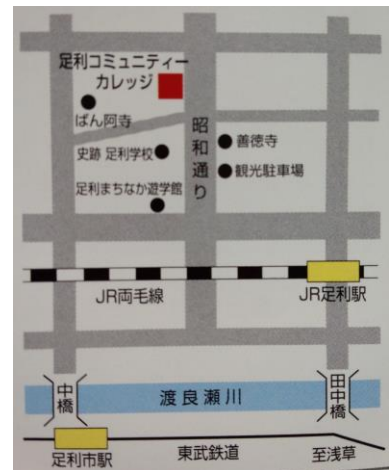 足利コミュニティー
カレッジ
ばん阿寺
昭和通り
善徳寺
史跡 足利学校
観光駐車場
足利まちなか遊学館
JR両毛線
JR足利駅
中橋
渡良瀬川
田中橋
足利市駅
東武鉄道
至浅草